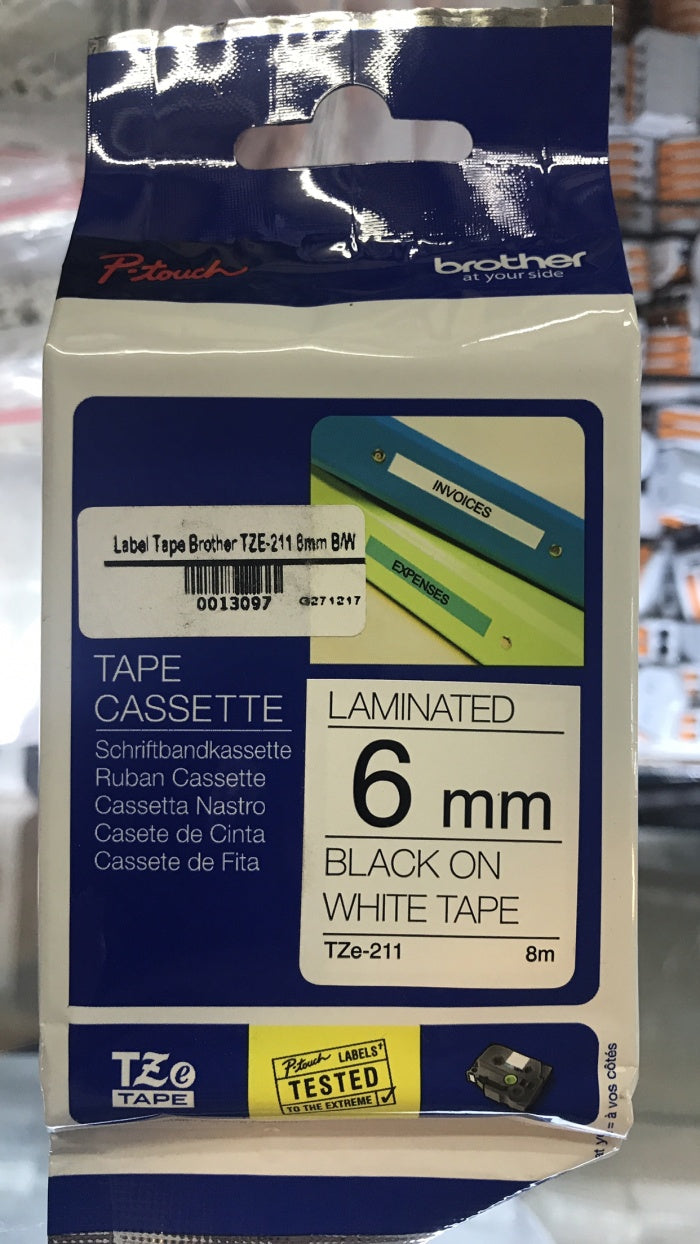 P-touch
brother
at your side
INVOICES
EXPENSES
Label Tape Brother TZE-211 6mm B/W
0013097 G271217
TAPE
CASSETTE
Schriftbandkassette
Ruban Cassette
Cassetta Nastro
Casete de Cinta
Cassete de Fita
LAMINATED
6 mm
BLACK ON
WHITE TAPE
TZe-211 8m
TZe
TAPE
P-touch LABELS+
TESTED
TO THE EXTREME
= à vos côtés